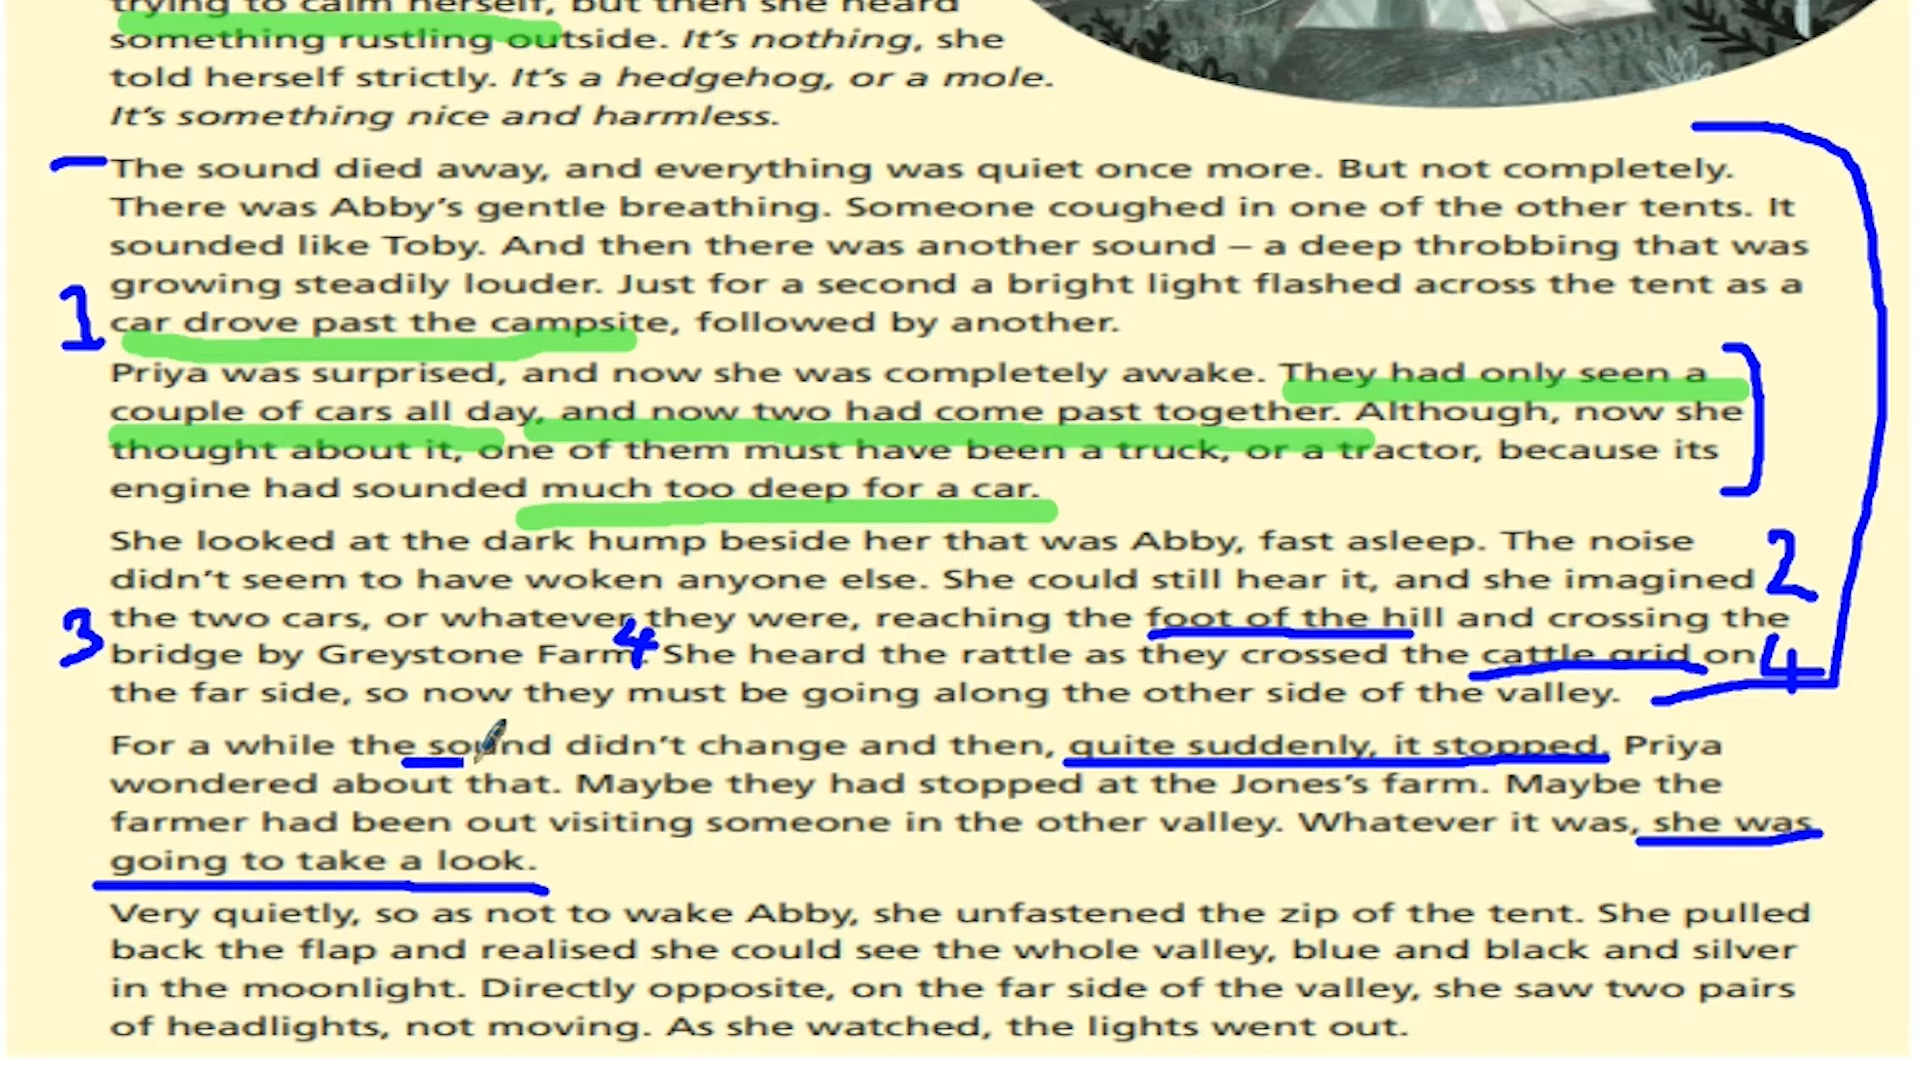 trying to calm herself, but then she heard
something rustling outside. It's nothing, she
told herself strictly. It's a hedgehog, or a mole.
It's something nice and harmless.
The sound died away, and everything was quiet once more. But not completely.
There was Abby's gentle breathing. Someone coughed in one of the other tents. It
sounded like Toby. And then there was another sound – a deep throbbing that was
growing steadily louder. Just for a second a bright light flashed across the tent as a
1 car drove past the campsite, followed by another.
Priya was surprised, and now she was completely awake. They had only seen a
couple of cars all day, and now two had come past together. Although, now she
thought about it, one of them must have been a truck, or a tractor, because its
engine had sounded much too deep for a car.
She looked at the dark hump beside her that was Abby, fast asleep. The noise
didn't seem to have woken anyone else. She could still hear it, and she imagined 2
3 the two cars, or whatever they were, reaching the foot of the hill and crossing the
4
bridge by Greystone Farm. She heard the rattle as they crossed the cattle grid on 4
the far side, so now they must be going along the other side of the valley.
For a while the sound didn't change and then, quite suddenly, it stopped. Priya
wondered about that. Maybe they had stopped at the Jones's farm. Maybe the
farmer had been out visiting someone in the other valley. Whatever it was, she was
going to take a look.
Very quietly, so as not to wake Abby, she unfastened the zip of the tent. She pulled
back the flap and realised she could see the whole valley, blue and black and silver
in the moonlight. Directly opposite, on the far side of the valley, she saw two pairs
of headlights, not moving. As she watched, the lights went out.